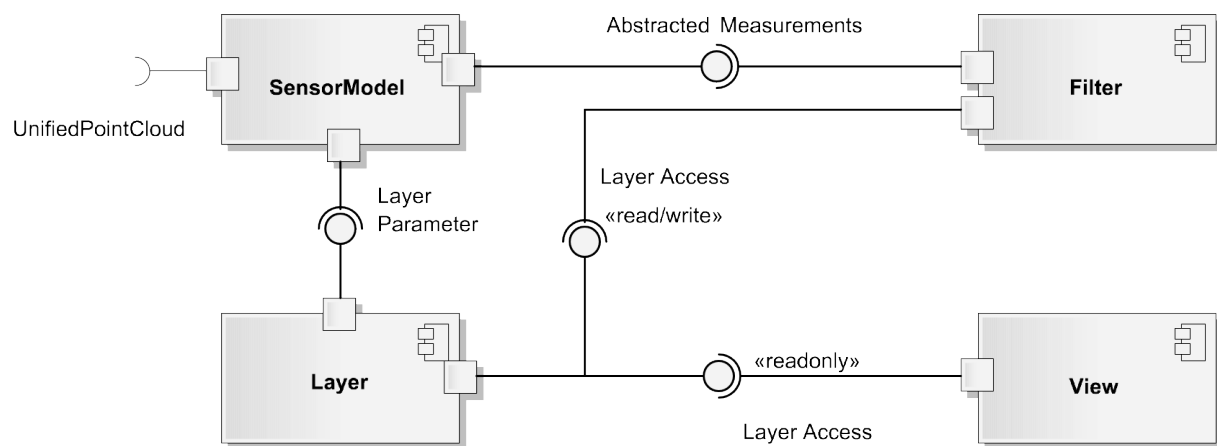 Abstracted Measurements
SensorModel
Filter
UnifiedPointCloud
Layer
Parameter
Layer Access
«read/write»
Layer
«readonly»
View
Layer Access